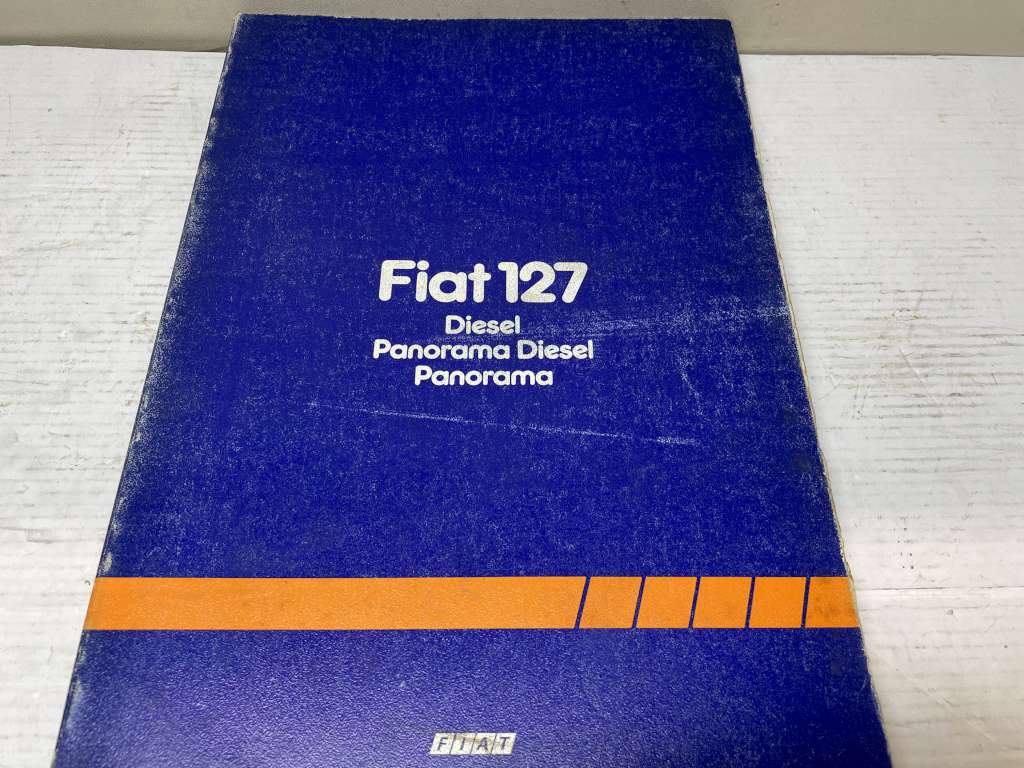 Fiat 127
Diesel
Panorama Diesel
Panorama
FIAT